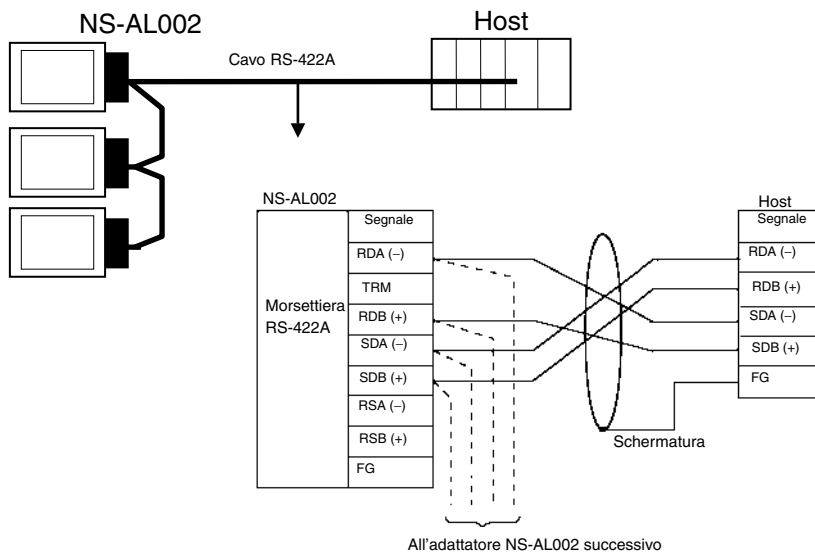 NS-AL002
Host
Cavo RS-422A
NS-AL002
Segnale
RDA (−)
TRM
Morsettiera
RS-422A
RDB (+)
SDA (−)
SDB (+)
RSA (−)
RSB (+)
FG
Host
Segnale
RDA (−)
RDB (+)
SDA (−)
SDB (+)
FG
Schermatura
All'adattatore NS-AL002 successivo